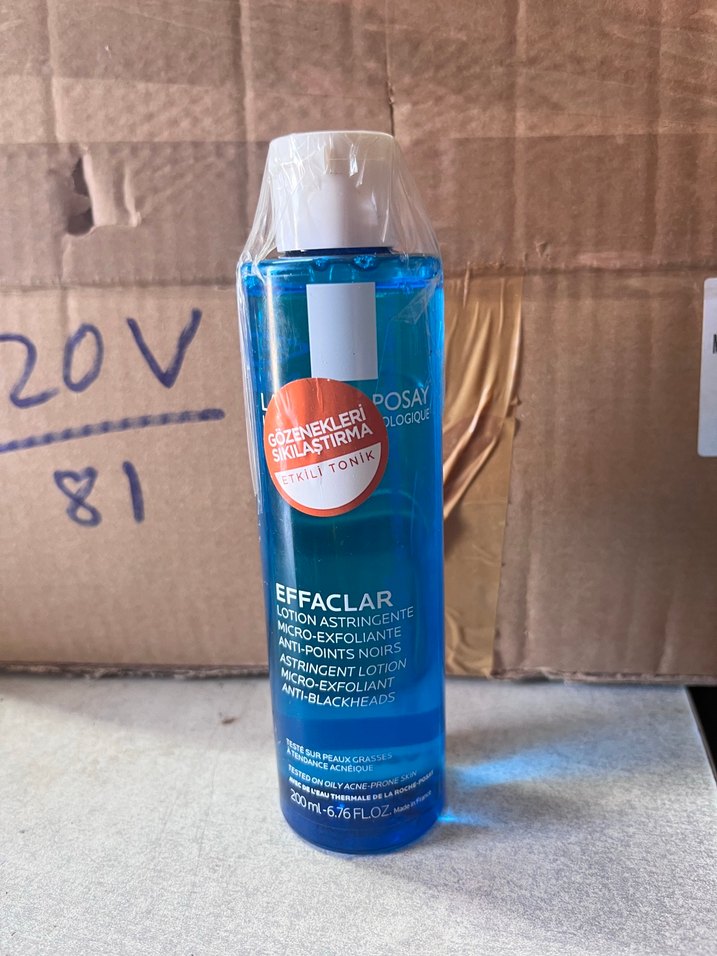 20V
81
L POSAY
OLOGIQUE
GÖZENEKLERİ
SIKILAŞTIRMA
ETKİLİ TONİK
EFFACLAR
LOTION ASTRINGENTE
MICRO-EXFOLIANTE
ANTI-POINTS NOIRS
ASTRINGENT LOTION
MICRO-EXFOLIANT
ANTI-BLACKHEADS
TESTÉ SUR PEAUX GRASSES
À TENDANCE ACNÉIQUE
TESTED ON OILY ACNE-PRONE SKIN
AVEC DE L'EAU THERMALE DE LA ROCHE-POSAY
200 ml - 6.76 FL.OZ. Made in France